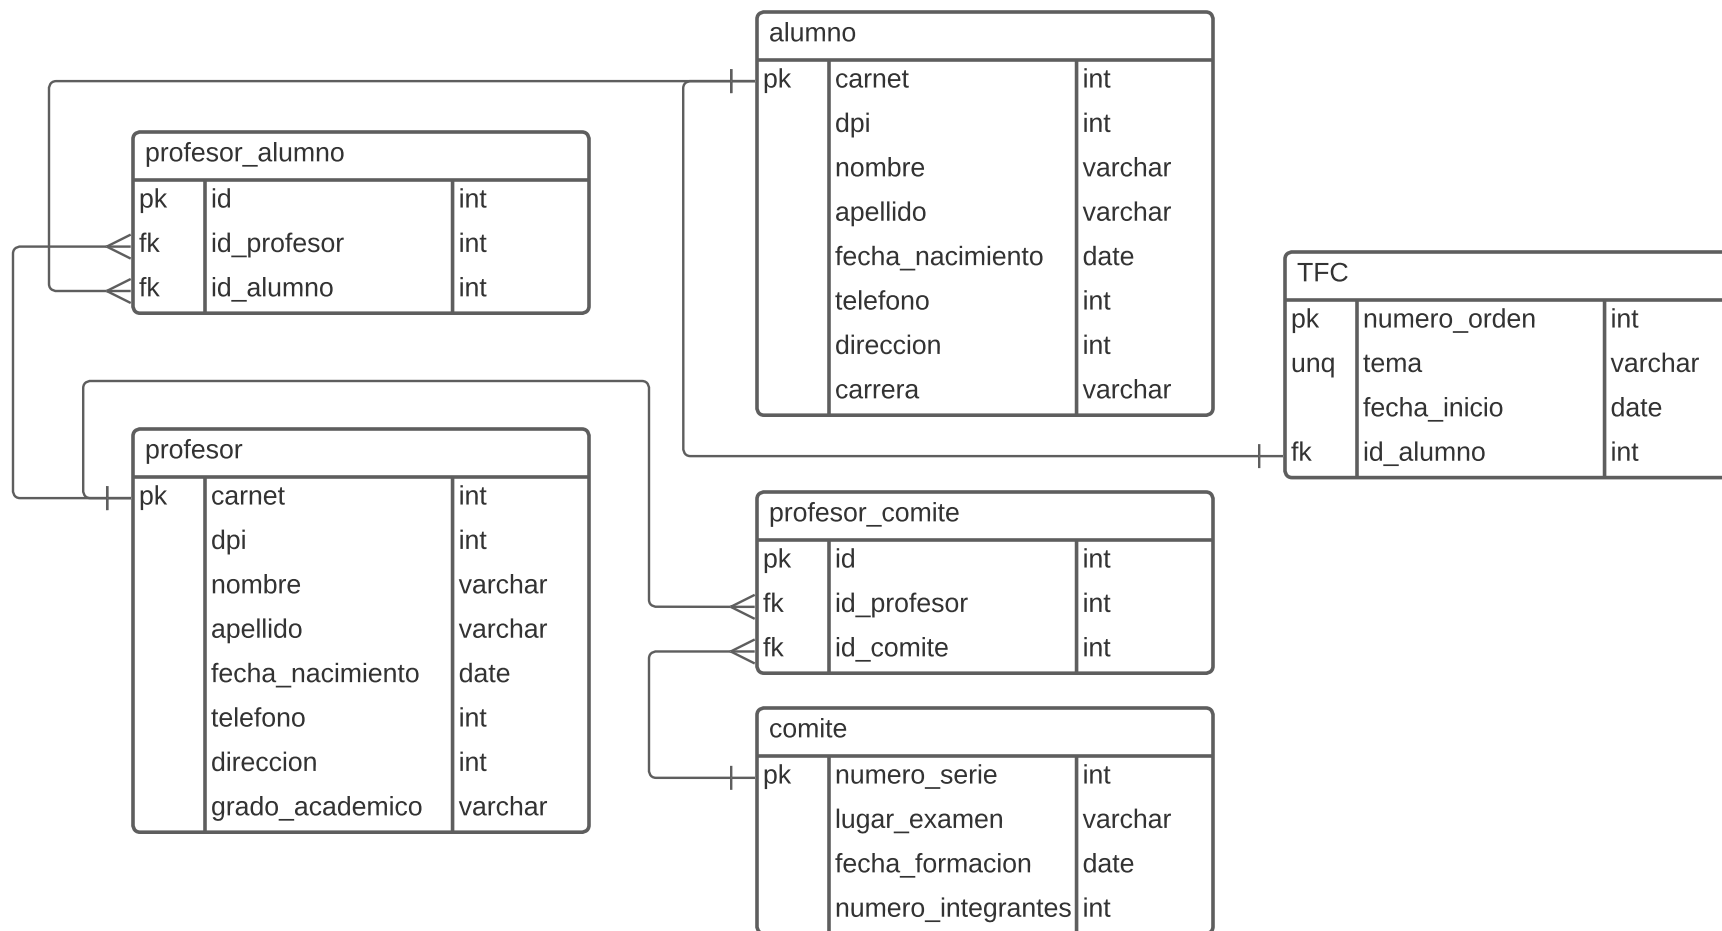 alumno
pk carnet int
dpi int
nombre varchar
apellido varchar
fecha_nacimiento date
telefono int
direccion int
carrera varchar
profesor_alumno
pk id int
fk id_profesor int
fk id_alumno int
TFC
pk numero_orden int
unq tema varchar
fecha_inicio date
fk id_alumno int
profesor
pk carnet int
dpi int
nombre varchar
apellido varchar
fecha_nacimiento date
telefono int
direccion int
grado_academico varchar
profesor_comite
pk id int
fk id_profesor int
fk id_comite int
comite
pk numero_serie int
lugar_examen varchar
fecha_formacion date
numero_integrantes int